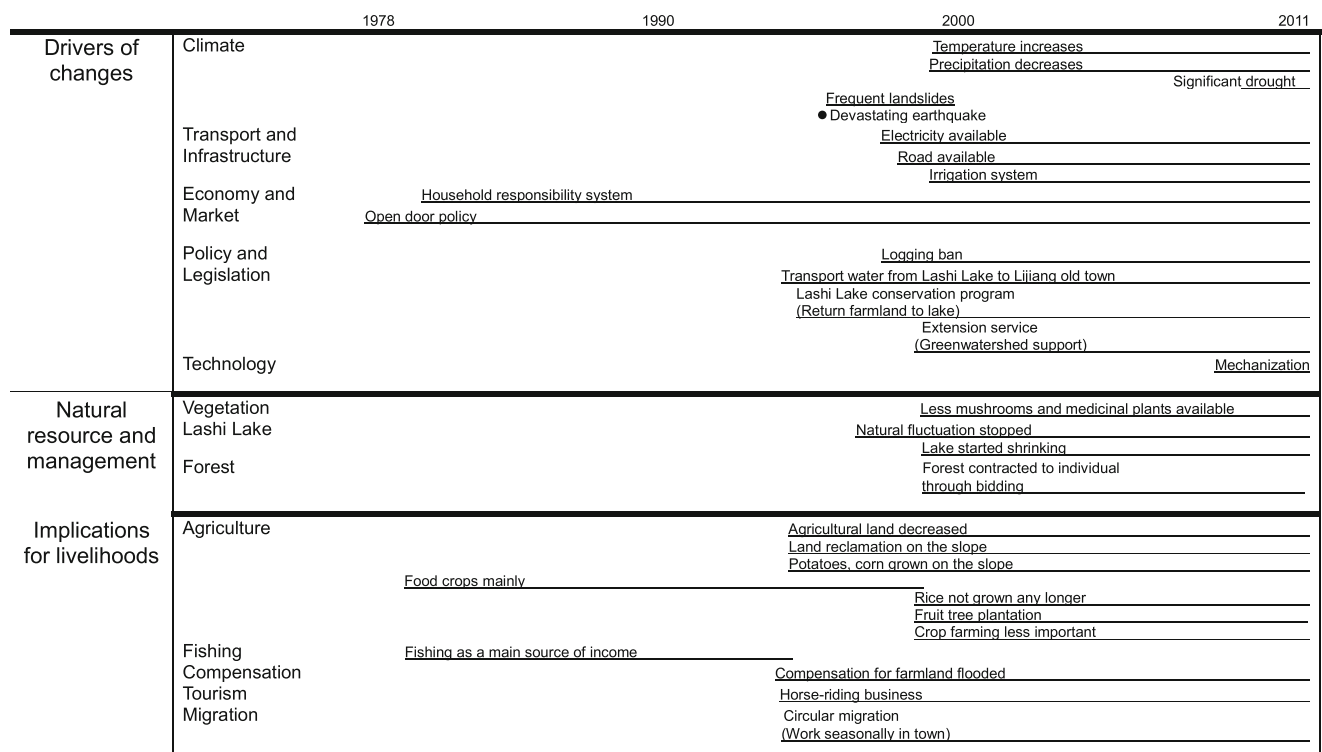 1978 1990 2000 2011
Drivers of
changes
Climate
Temperature increases
Precipitation decreases
Significant drought
Frequent landslides
Devastating earthquake
Transport and
Infrastructure
Electricity available
Road available
Irrigation system
Economy and
Market
Household responsibility system
Open door policy
Policy and
Legislation
Logging ban
Transport water from Lashi Lake to Lijiang old town
Lashi Lake conservation program
(Return farmland to lake)
Extension service
(Greenwatershed support)
Technology
Mechanization
Natural
resource and
management
Vegetation
Less mushrooms and medicinal plants available
Lashi Lake
Natural fluctuation stopped
Lake started shrinking
Forest
Forest contracted to individual
through bidding
Implications
for livelihoods
Agriculture
Agricultural land decreased
Land reclamation on the slope
Potatoes, corn grown on the slope
Food crops mainly
Rice not grown any longer
Fruit tree plantation
Crop farming less important
Fishing
Fishing as a main source of income
Compensation
Compensation for farmland flooded
Tourism
Horse-riding business
Migration
Circular migration
(Work seasonally in town)